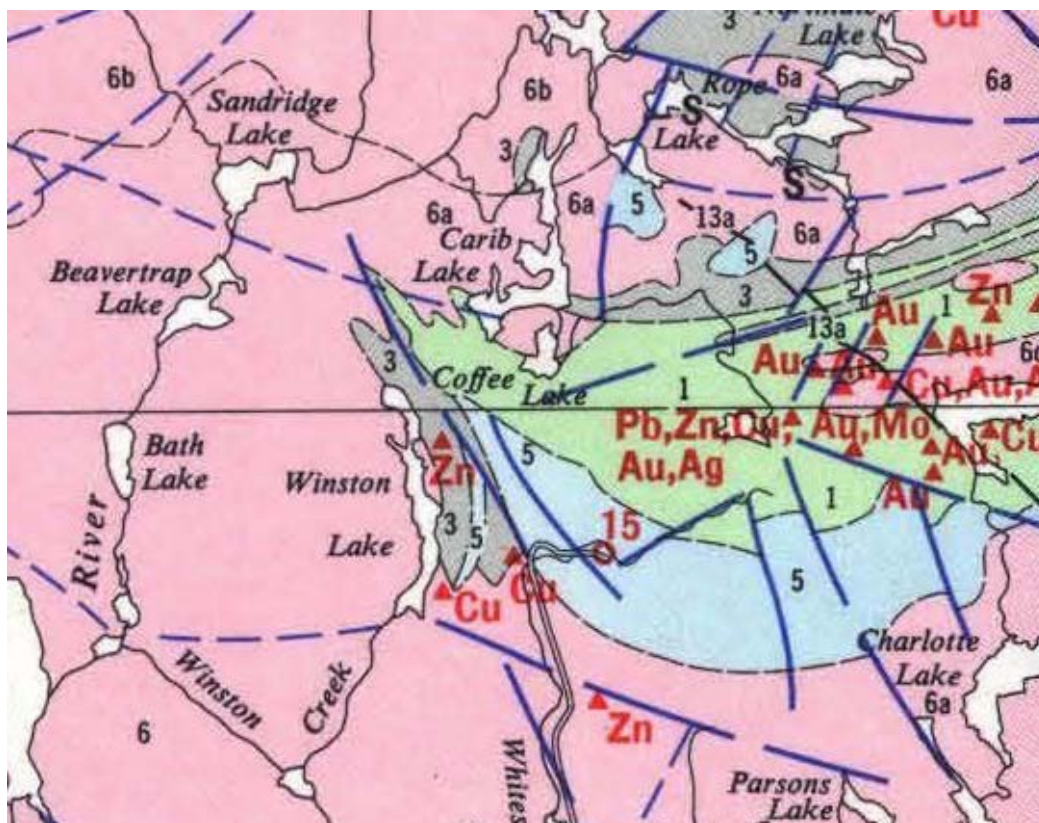 3
Lake
Cu
6b
6b
Sandridge
Lake
Rope
6a
6a
S
Lake
3
S
6a
6a
5
13a
6a
Carib
Lake
5
Beavertrap
Lake
3
Zn
1
Au
13a
Au
3
Au
Au
Coffee
Lake
1
Cu, Au, A
Pb, Zn, Cu,
Au, Ag
Au, Mo
Au, Cu
Bath
Lake
5
Zn
Winston
Lake
Au
1
River
3
5
15
5
Cu
Cu
Charlotte
Lake
6a
Winston
Creek
6
Zn
Whites
Parsons
Lake